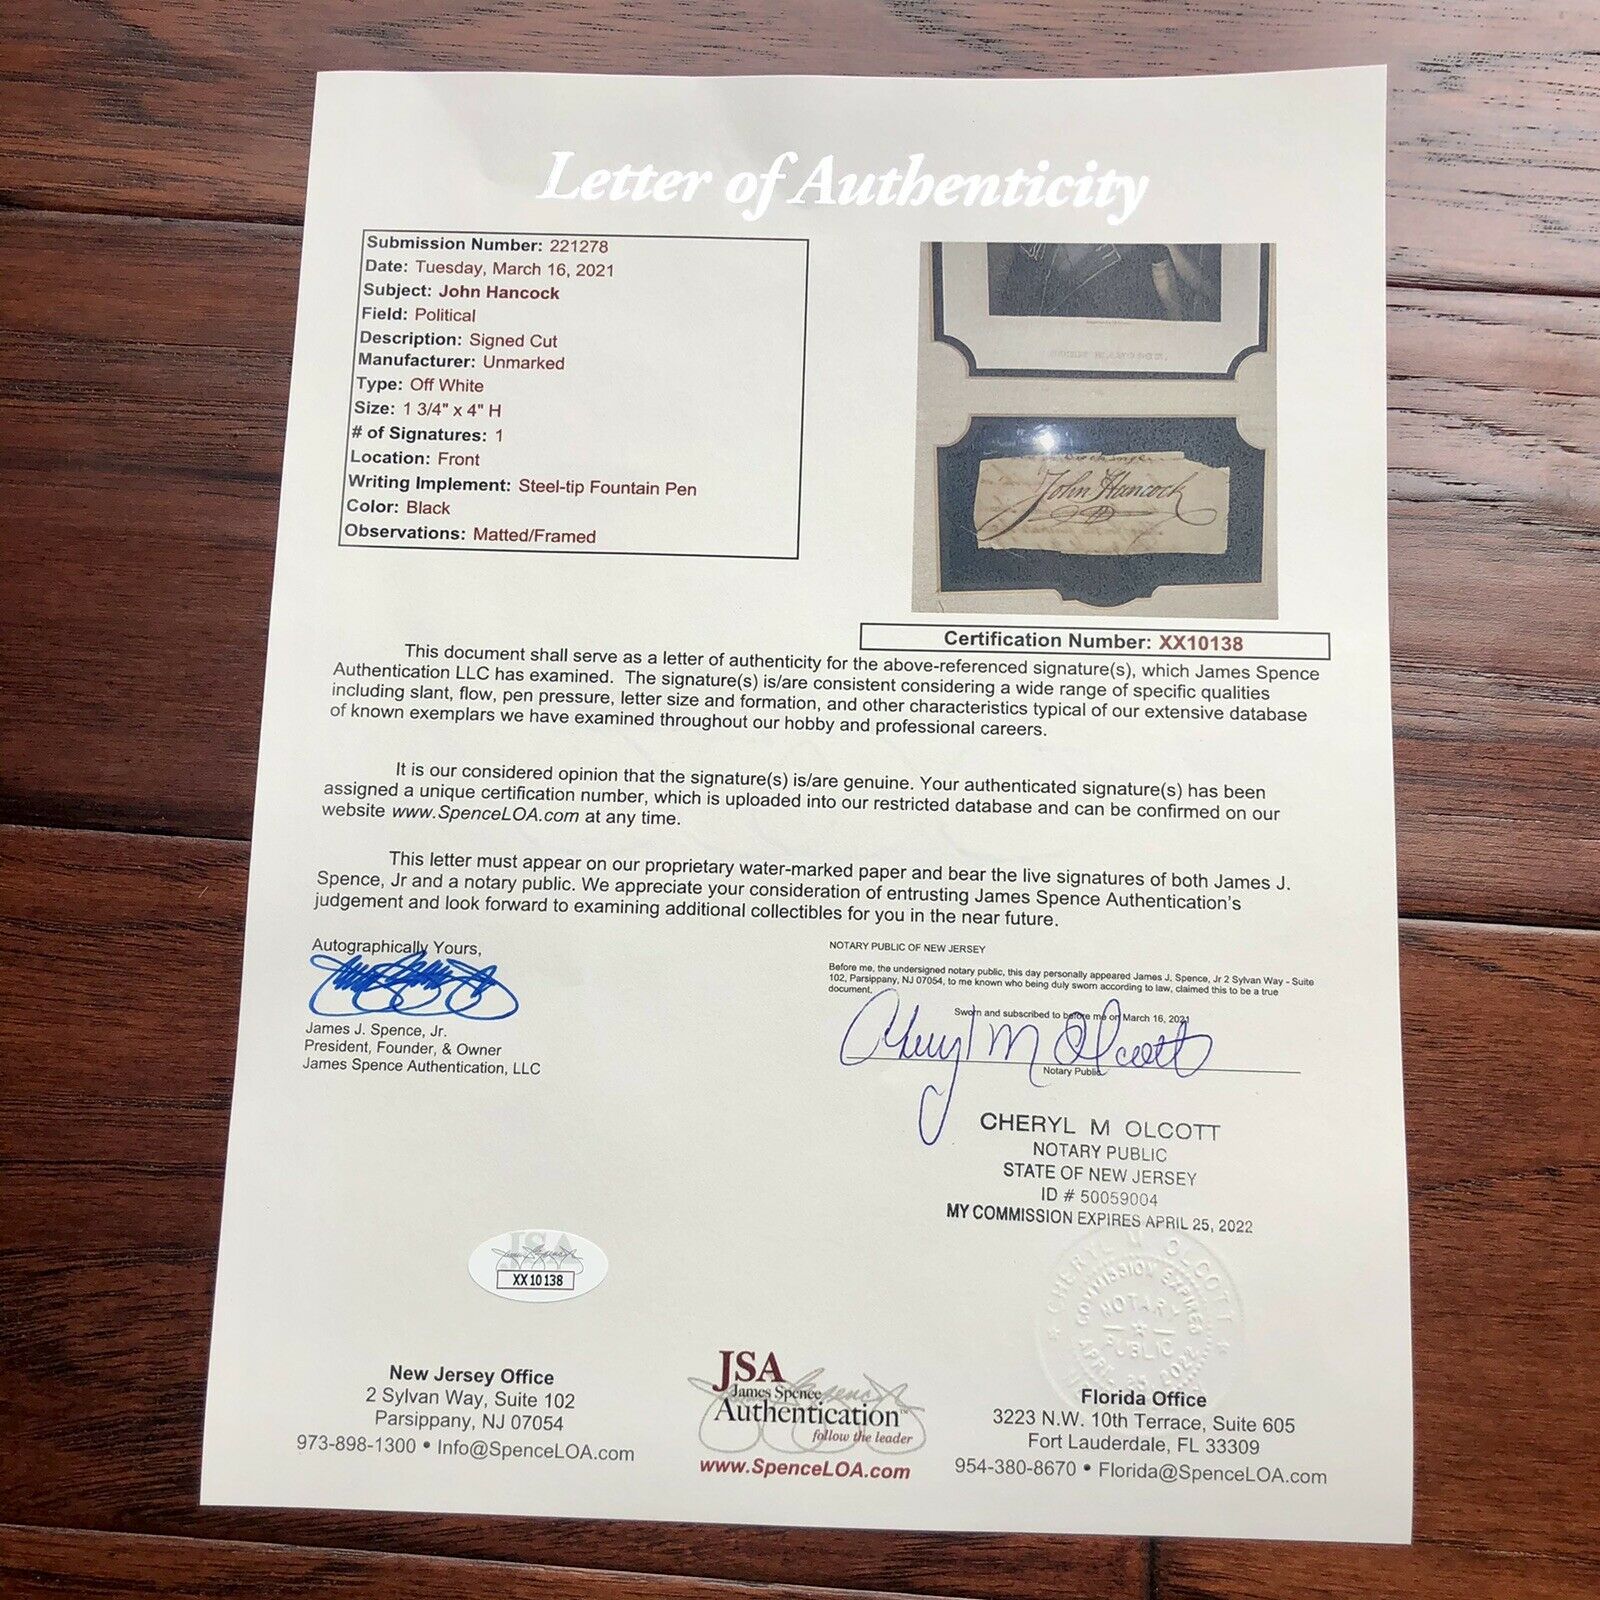 Letter of Authenticity
Submission Number: 221278
Date: Tuesday, March 16, 2021
Subject: John Hancock
Field: Political
Description: Signed Cut
Manufacturer: Unmarked
Type: Off White
Size: 1 3/4" x 4" H
# of Signatures: 1
Location: Front
Writing Implement: Steel-tip Fountain Pen
Color: Black
Observations: Matted/Framed
John Hancock
Certification Number: XX10138
This document shall serve as a letter of authenticity for the above-referenced signature(s), which James Spence
Authentication LLC has examined. The signature(s) is/are consistent considering a wide range of specific qualities
including slant, flow, pen pressure, letter size and formation, and other characteristics typical of our extensive database
of known exemplars we have examined throughout our hobby and professional careers.
It is our considered opinion that the signature(s) is/are genuine. Your authenticated signature(s) has been
assigned a unique certification number, which is uploaded into our restricted database and can be confirmed on our
website www.SpenceLOA.com at any time.
This letter must appear on our proprietary water-marked paper and bear the live signatures of both James J.
Spence, Jr and a notary public. We appreciate your consideration of entrusting James Spence Authentication's
judgement and look forward to examining additional collectibles for you in the near future.
Autographically Yours,
James J. Spence, Jr.
President, Founder, & Owner
James Spence Authentication, LLC
NOTARY PUBLIC OF NEW JERSEY
Before me, the undersigned notary public, this day personally appeared James J. Spence, Jr 2 Sylvan Way - Suite
102, Parsippany, NJ 07054, to me known who being duly sworn according to law, claimed this to be a true
document.
Sworn and subscribed to before me on March 16, 2021
Cheryl M Olcott
Notary Public
CHERYL M OLCOTT
NOTARY PUBLIC
STATE OF NEW JERSEY
ID # 50059004
MY COMMISSION EXPIRES APRIL 25, 2022
CHERYL M OLCOTT
COMMISSION EXPIRES
NOTARY
PUBLIC
APRIL 25 2022
JSA
XX10138
New Jersey Office
2 Sylvan Way, Suite 102
Parsippany, NJ 07054
973-898-1300 • Info@SpenceLOA.com
JSA
James Spence
Authentication™
follow the leader
www.SpenceLOA.com
Florida Office
3223 N.W. 10th Terrace, Suite 605
Fort Lauderdale, FL 33309
954-380-8670 • Florida@SpenceLOA.com